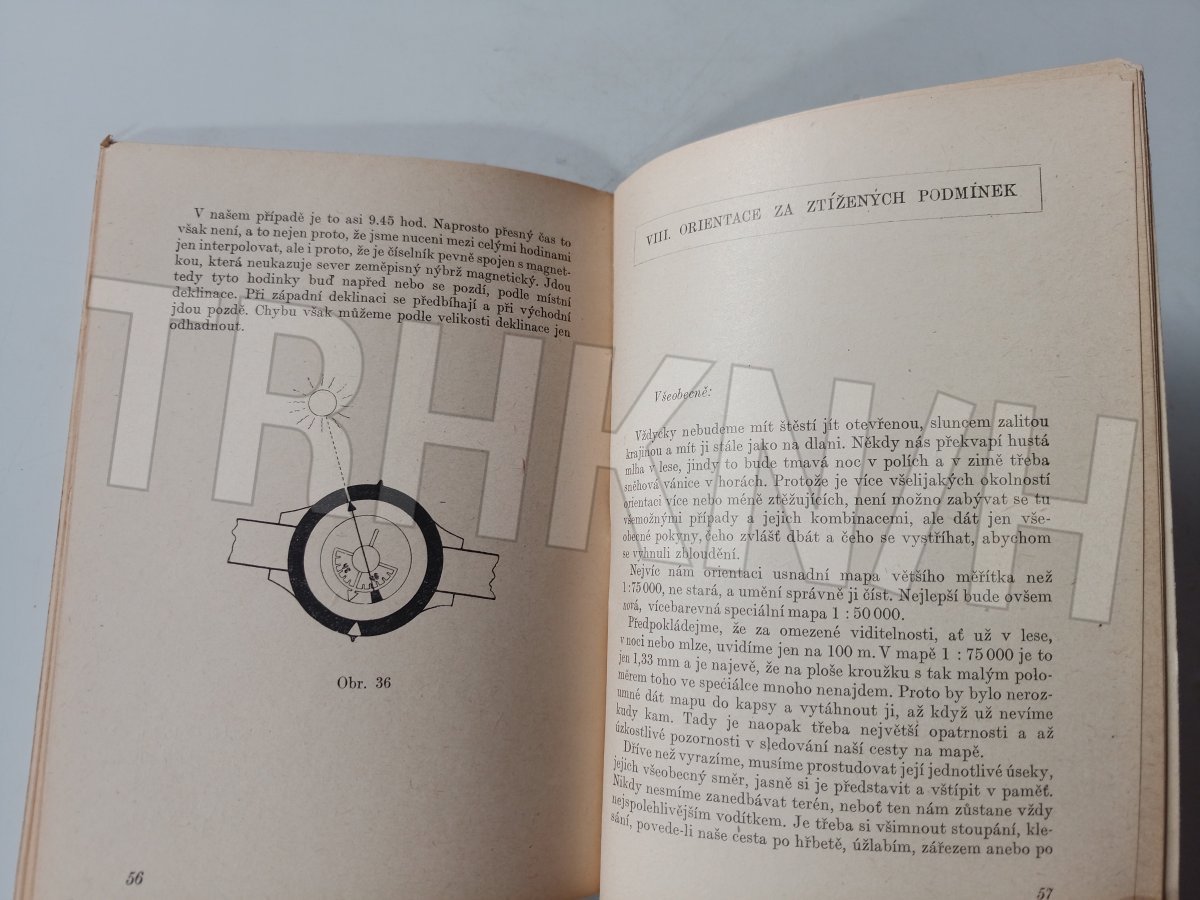 V našem případě je to asi 9.45 hod. Naprosto přesný čas to
však není, a to nejen proto, že jsme nuceni mezi celými hodinami
jen interpolovat, ale i proto, že je číselník pevně spojen s magnet-
kou, která neukazuje sever zeměpisný nýbrž magnetický. Jdou
tedy tyto hodinky buď napřed nebo se pozdí, podle místní
deklinace. Při západní deklinaci se předbíhají a při východní
jdou pozdě. Chybu však můžeme podle velikosti deklinace jen
odhadnout.
Obr. 36
56
VIII. ORIENTACE ZA ZTÍŽENÝCH PODMÍNEK
Všeobecně:
Vždycky nebudeme mít štěstí jít otevřenou, sluncem zalitou
krajinou a mít ji stále jako na dlani. Někdy nás překvapí hustá
mlha v lese, jindy to bude tmavá noc v polích a v zimě třeba
sněhová vánice v horách. Protože je více všelijakých okolností
orientaci více nebo méně ztěžujících, není možno zabývat se tu
všemožnými případy a jejich kombinacemi, ale dát jen vše-
obecné pokyny, čeho zvlášť dbát a čeho se vystříhat, abychom
se vyhnuli zbloudění.
Nejvíc nám orientaci usnadní mapa většího měřítka než
1:75 000, ne stará, a umění správně ji číst. Nejlepší bude ovšem
nová, vícebarevná speciální mapa 1 : 50 000.
Předpokládejme, že za omezené viditelnosti, ať už v lese,
v noci nebo mlze, uvidíme jen na 100 m. V mapě 1 : 75 000 je to
jen 1,33 mm a je najevě, že na ploše kroužku s tak malým polo-
měrem toho ve speciálce mnoho nenajdem. Proto by bylo neroz-
umné dát mapu do kapsy a vytáhnout ji, až když už nevíme
kudy kam. Tady je naopak třeba největší opatrnosti a až
úzkostlivé pozornosti v sledování naší cesty na mapě.
Dříve než vyrazíme, musíme prostudovat její jednotlivé úseky,
jejich všeobecný směr, jasně si je představit a vštípit v paměť.
Nikdy nesmíme zanedbávat terén, neboť ten nám zůstane vždy
nejspolehlivějším vodítkem. Je třeba si všimnout stoupání, kle-
sání, povede-li naše cesta po hřbetě, úžlabím, zářezem anebo po
57
TRHKNIH